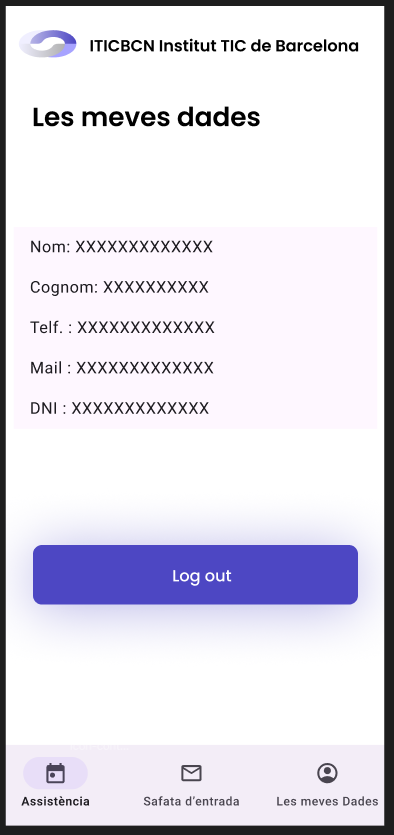 ITICBCN Institut TIC de Barcelona
Les meves dades
Nom: XXXXXXXXXXXXX
Cognom: XXXXXXXXXX
Telf. : XXXXXXXXXXXXX
Mail : XXXXXXXXXXXXX
DNI : XXXXXXXXXXXXX
Log out
Assistència
Safata d'entrada
Les meves Dades